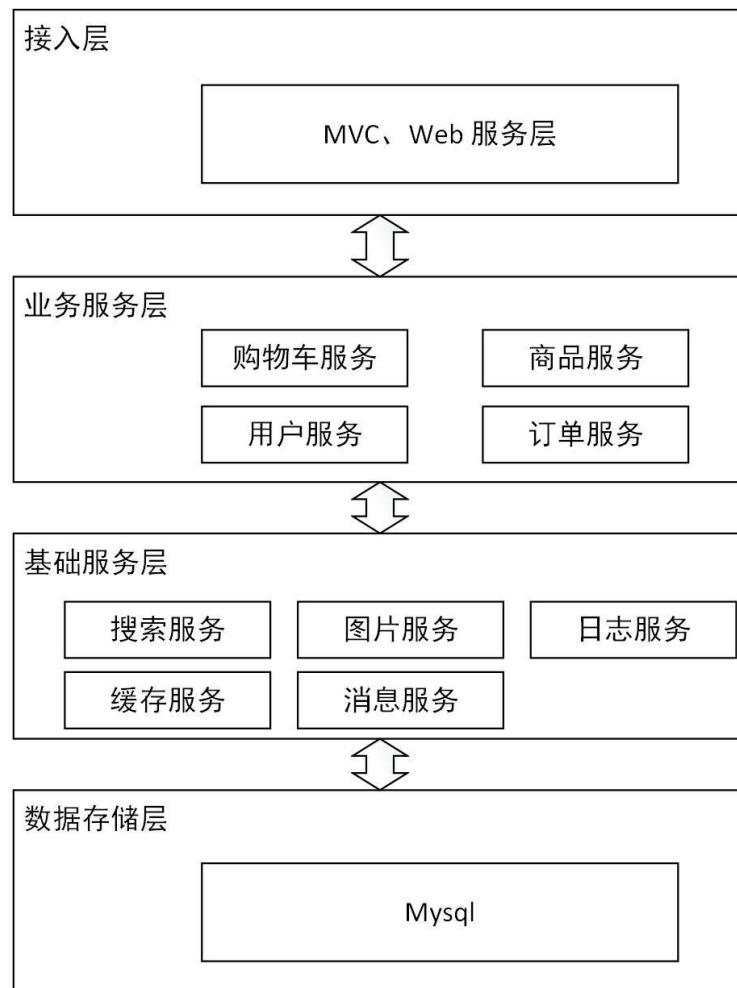 接入层
MVC、Web 服务层
业务服务层
购物车服务
商品服务
用户服务
订单服务
基础服务层
搜索服务
图片服务
日志服务
缓存服务
消息服务
数据存储层
Mysql